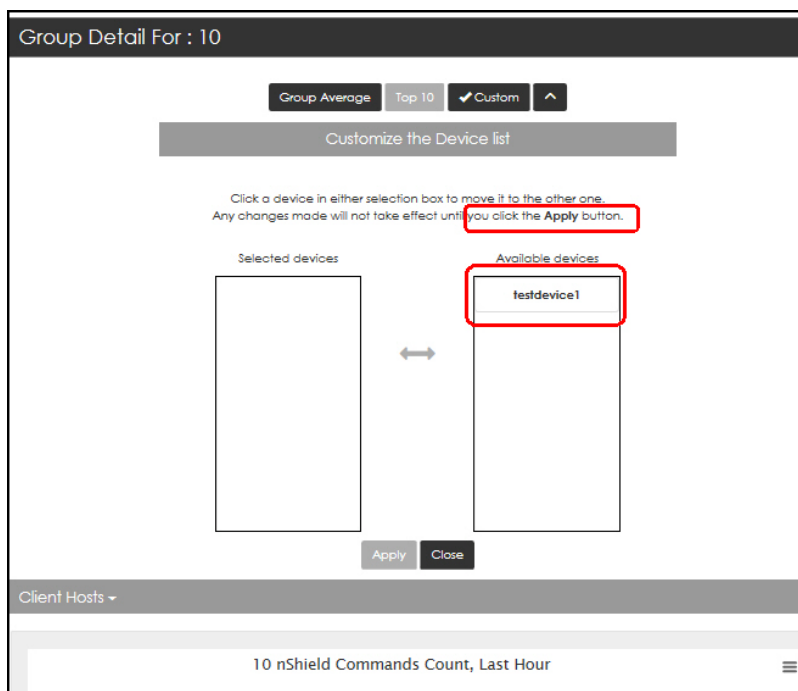 Group Detail For : 10
Group Average Top 10 Custom
Customize the Device list
Click a device in either selection box to move it to the other one.
Any changes made will not take effect until you click the Apply button.
Selected devices Available devices
testdevice1
Apply Close
Client Hosts
10 nShield Commands Count, Last Hour